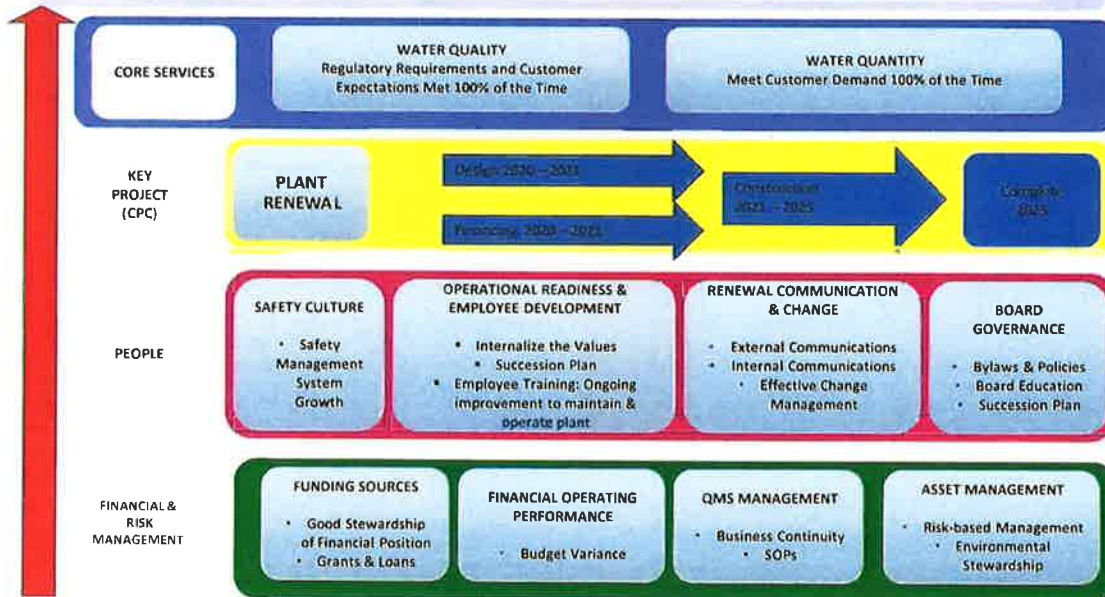 CORE SERVICES
WATER QUALITY
Regulatory Requirements and Customer
Expectations Met 100% of the Time
WATER QUANTITY
Meet Customer Demand 100% of the Time
KEY
PROJECT
(CPC)
PLANT
RENEWAL
Design 2020 – 2021
Financing 2020 – 2021
Construction
2021 – 2025
Complete
2025
PEOPLE
SAFETY CULTURE
• Safety
Management
System
Growth
OPERATIONAL READINESS &
EMPLOYEE DEVELOPMENT
• Internalize the Values
• Succession Plan
• Employee Training: Ongoing
improvement to maintain &
operate plant
RENEWAL COMMUNICATION
& CHANGE
• External Communications
• Internal Communications
• Effective Change
Management
BOARD
GOVERNANCE
• Bylaws & Policies
• Board Education
• Succession Plan
FINANCIAL &
RISK
MANAGEMENT
FUNDING SOURCES
• Good Stewardship
of Financial Position
• Grants & Loans
FINANCIAL OPERATING
PERFORMANCE
• Budget Variance
QMS MANAGEMENT
• Business Continuity
• SOPs
ASSET MANAGEMENT
• Risk-based Management
• Environmental
Stewardship